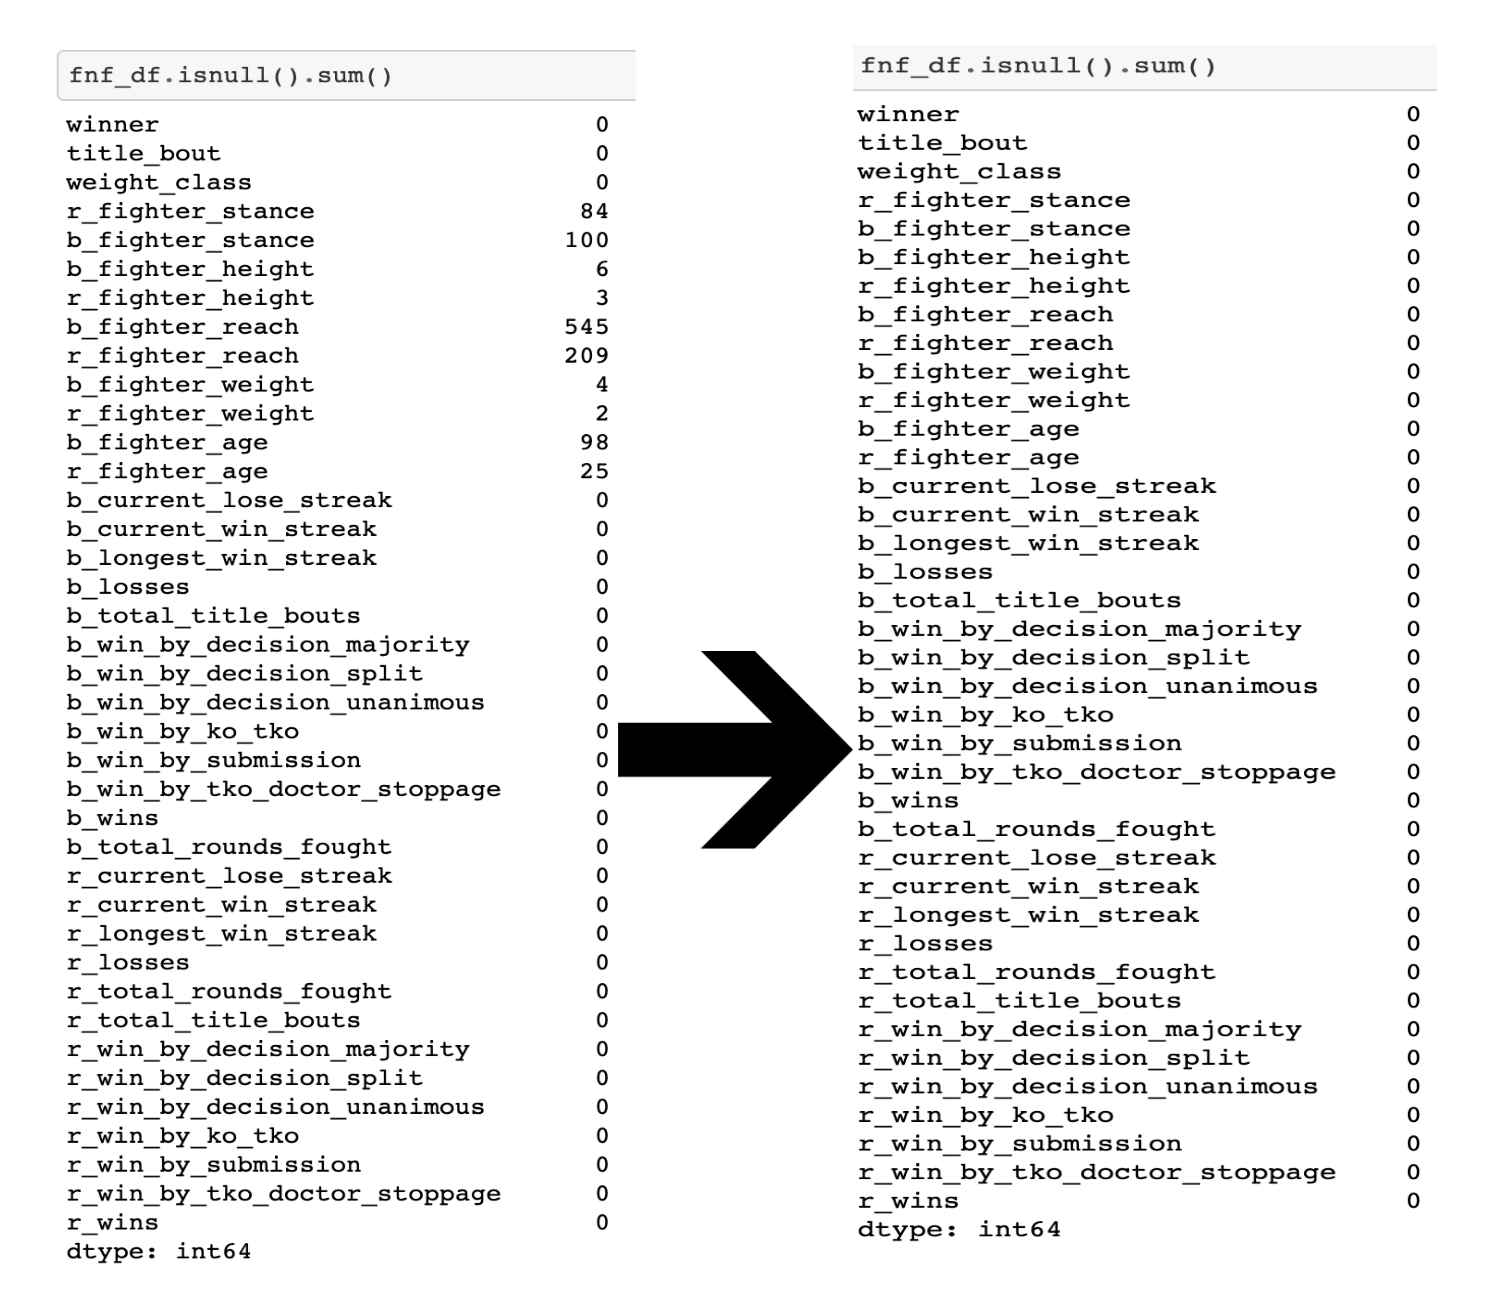 fnf_df.isnull().sum()
winner 0
title_bout 0
weight_class 0
r_fighter_stance 84
b_fighter_stance 100
b_fighter_height 6
r_fighter_height 3
b_fighter_reach 545
r_fighter_reach 209
b_fighter_weight 4
r_fighter_weight 2
b_fighter_age 98
r_fighter_age 25
b_current_lose_streak 0
b_current_win_streak 0
b_longest_win_streak 0
b_losses 0
b_total_title_bouts 0
b_win_by_decision_majority 0
b_win_by_decision_split 0
b_win_by_decision_unanimous 0
b_win_by_ko_tko 0
b_win_by_submission 0
b_win_by_tko_doctor_stoppage 0
b_wins 0
b_total_rounds_fought 0
r_current_lose_streak 0
r_current_win_streak 0
r_longest_win_streak 0
r_losses 0
r_total_rounds_fought 0
r_total_title_bouts 0
r_win_by_decision_majority 0
r_win_by_decision_split 0
r_win_by_decision_unanimous 0
r_win_by_ko_tko 0
r_win_by_submission 0
r_win_by_tko_doctor_stoppage 0
r_wins 0
dtype: int64
fnf_df.isnull().sum()
winner 0
title_bout 0
weight_class 0
r_fighter_stance 0
b_fighter_stance 0
b_fighter_height 0
r_fighter_height 0
b_fighter_reach 0
r_fighter_reach 0
b_fighter_weight 0
r_fighter_weight 0
b_fighter_age 0
r_fighter_age 0
b_current_lose_streak 0
b_current_win_streak 0
b_longest_win_streak 0
b_losses 0
b_total_title_bouts 0
b_win_by_decision_majority 0
b_win_by_decision_split 0
b_win_by_decision_unanimous 0
b_win_by_ko_tko 0
b_win_by_submission 0
b_win_by_tko_doctor_stoppage 0
b_wins 0
b_total_rounds_fought 0
r_current_lose_streak 0
r_current_win_streak 0
r_longest_win_streak 0
r_losses 0
r_total_rounds_fought 0
r_total_title_bouts 0
r_win_by_decision_majority 0
r_win_by_decision_split 0
r_win_by_decision_unanimous 0
r_win_by_ko_tko 0
r_win_by_submission 0
r_win_by_tko_doctor_stoppage 0
r_wins 0
dtype: int64